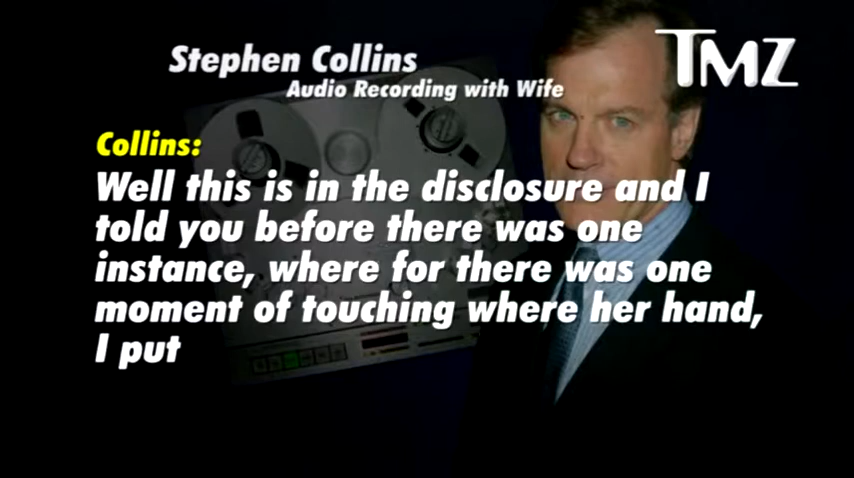 Stephen Collins
TMZ
Audio Recording with Wife
Collins:
Well this is in the disclosure and I
told you before there was one
instance, where for there was one
moment of touching where her hand,
I put